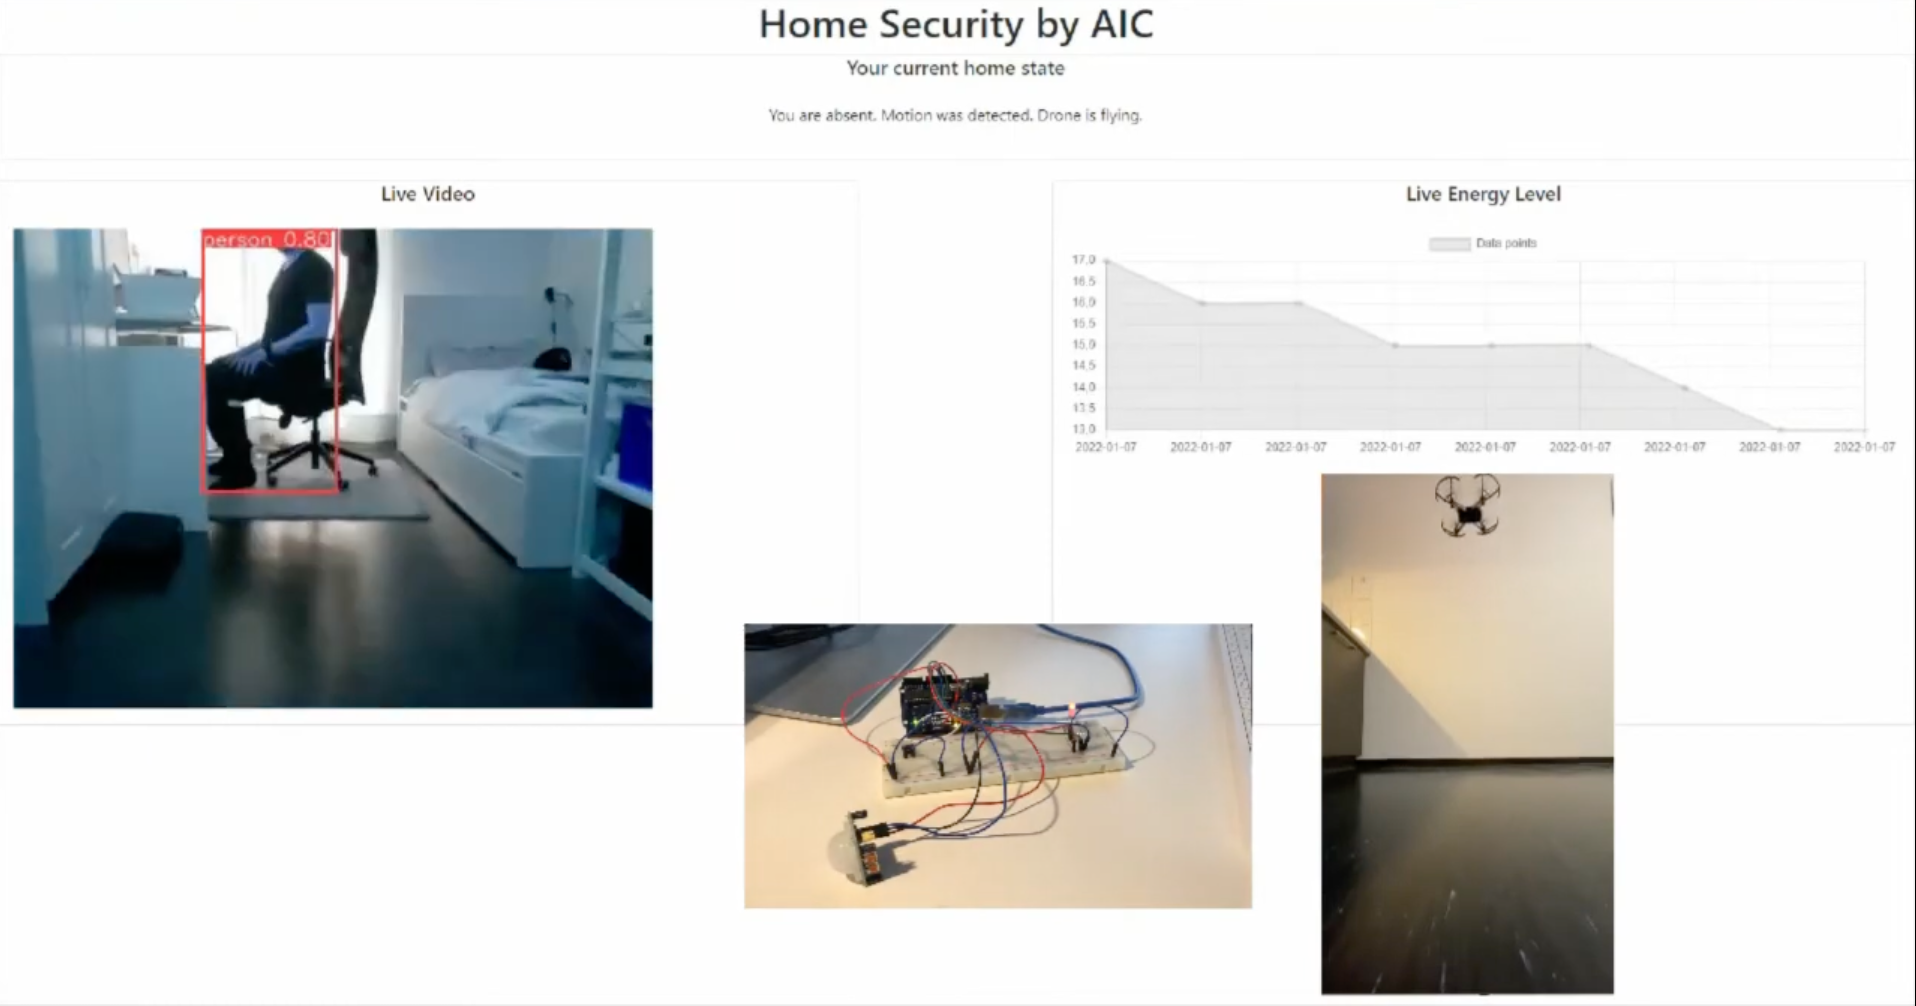 Home Security by AIC
Your current home state
You are absent. Motion was detected. Drone is flying.
Live Video
person 0.80
Live Energy Level
Data points
17,0
16,5
16,0
15,5
15,0
14,5
14,0
13,5
13,0
2022-01-07 2022-01-07 2022-01-07 2022-01-07 2022-01-07 2022-01-07 2022-01-07 2022-01-07 2022-01-07